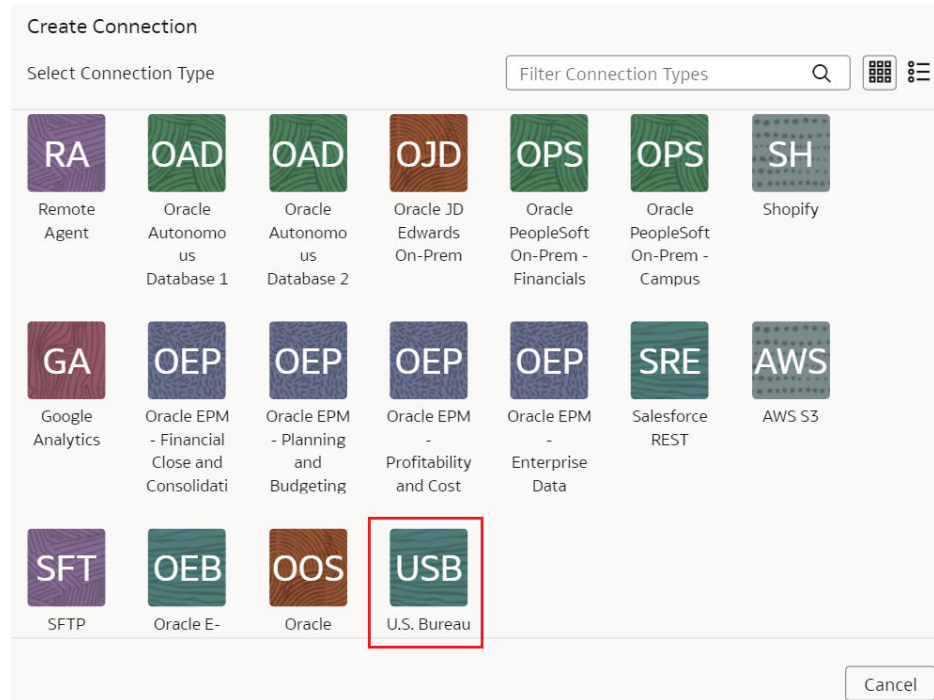 Create Connection
Select Connection Type
Filter Connection Types
RA
OAD
OAD
OJD
OPS
OPS
SH
Remote
Agent
Oracle
Autonomo
us
Database 1
Oracle
Autonomo
us
Database 2
Oracle JD
Edwards
On-Prem
Oracle
PeopleSoft
On-Prem -
Financials
Oracle
PeopleSoft
On-Prem -
Campus
Shopify
GA
OEP
OEP
OEP
OEP
SRE
AWS
Google
Analytics
Oracle EPM
- Financial
Close and
Consolidati
Oracle EPM
- Planning
and
Budgeting
Oracle EPM
-
Profitability
and Cost
Oracle EPM
-
Enterprise
Data
Salesforce
REST
AWS S3
SFT
OEB
OOS
USB
SFTP
Oracle E-
Oracle
U.S. Bureau
Cancel